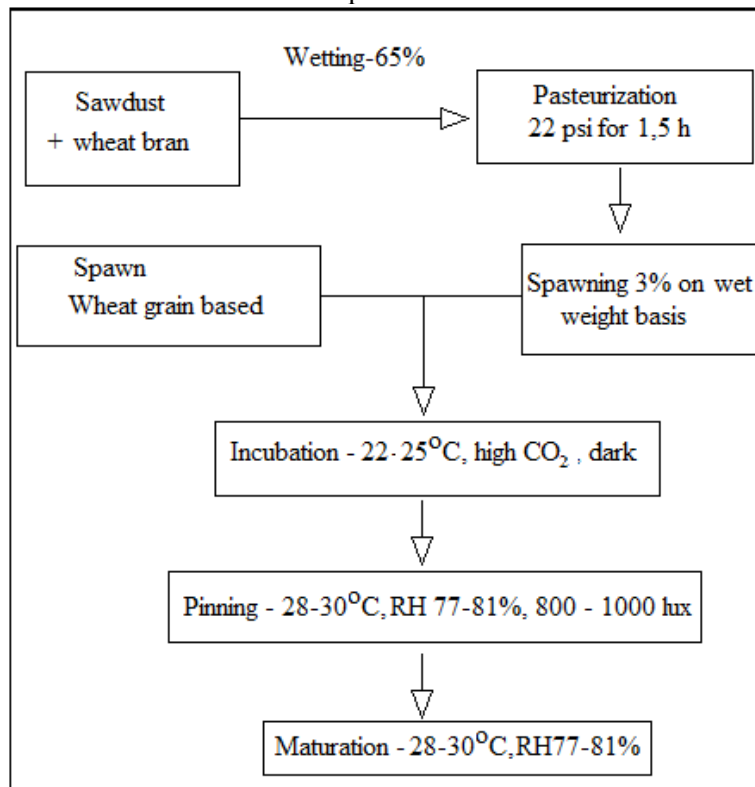 Wetting-65%
Sawdust
+ wheat bran
Pasteurization
22 psi for 1,5 h
Spawn
Wheat grain based
Spawning 3% on wet
weight basis
Incubation - 22-25°C, high CO₂ , dark
Pinning - 28-30°C, RH 77-81%, 800 - 1000 lux
Maturation - 28-30°C, RH77-81%